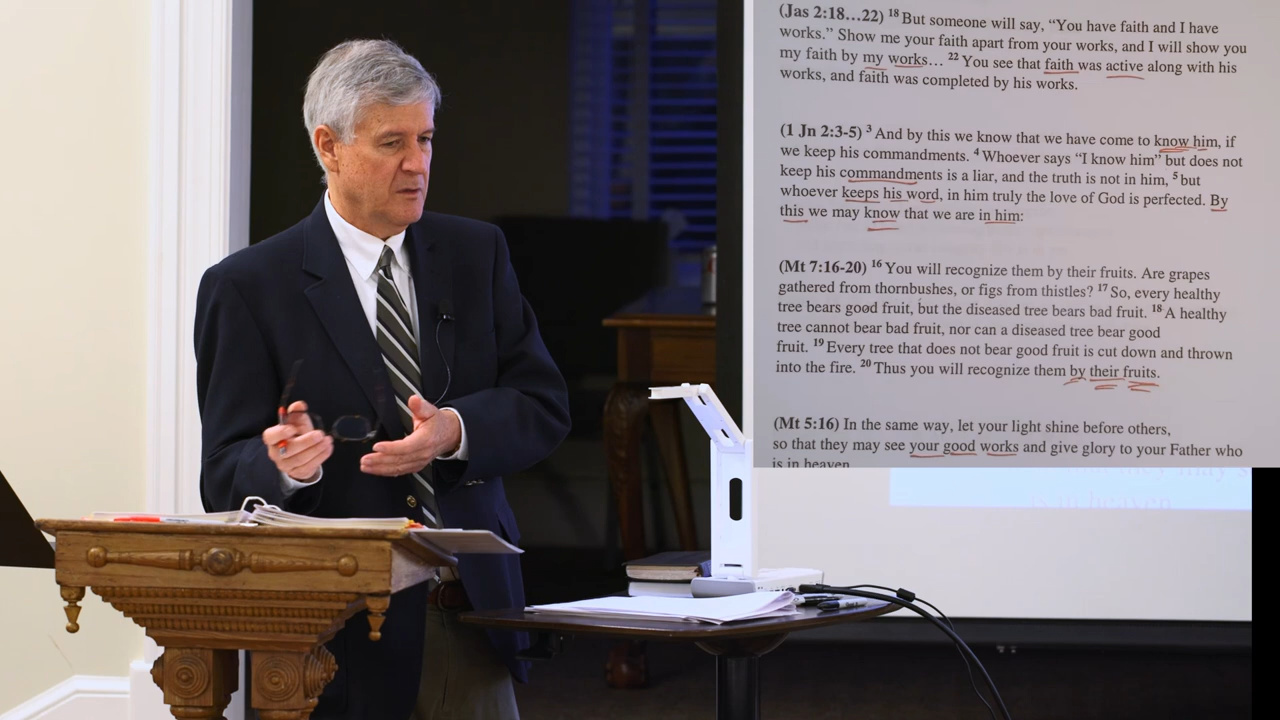 (Jas 2:18…22) 18 But someone will say, “You have faith and I have
works.” Show me your faith apart from your works, and I will show you
my faith by my works… 22 You see that faith was active along with his
works, and faith was completed by his works.
(1 Jn 2:3-5) 3 And by this we know that we have come to know him, if
we keep his commandments. 4 Whoever says “I know him” but does not
keep his commandments is a liar, and the truth is not in him, 5 but
whoever keeps his word, in him truly the love of God is perfected. By
this we may know that we are in him:
(Mt 7:16-20) 16 You will recognize them by their fruits. Are grapes
gathered from thornbushes, or figs from thistles? 17 So, every healthy
tree bears good fruit, but the diseased tree bears bad fruit. 18 A healthy
tree cannot bear bad fruit, nor can a diseased tree bear good
fruit. 19 Every tree that does not bear good fruit is cut down and thrown
into the fire. 20 Thus you will recognize them by their fruits.
(Mt 5:16) In the same way, let your light shine before others,
so that they may see your good works and give glory to your Father who
is in heaven
is in heaven